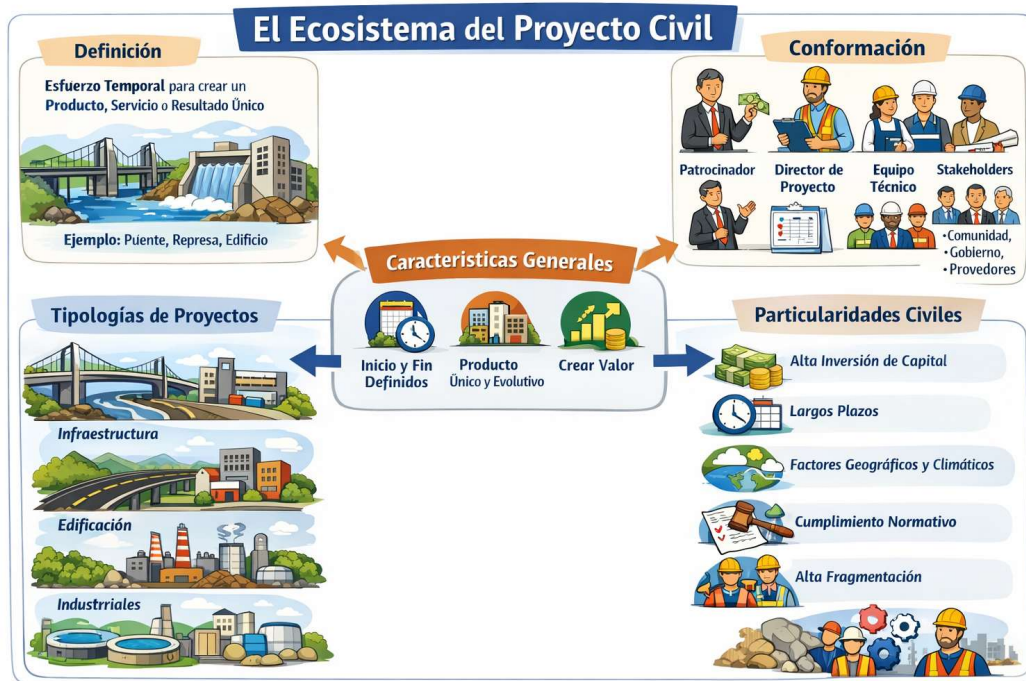 El Ecosistema del Proyecto Civil
Definición
Esfuerzo Temporal para crear un
Producto, Servicio o Resultado Ünico
Ejemplo: Puente, Represa, Edificio
Conformación
Patrocinador
Director de
Proyecto
Equipo
Técnico
Stakeholders
•Comunidad,
•Gobierno,
•Provedores
Caracteristicas Generales
Inicio y Fin
Definidos
Producto
Ünico y Evolutivo
Crear Valor
Tipologías de Proyectos
Infraestructura
Edificación
Industrriales
Particularidades Civiles
Alta Inversión de Capital
Largos Plazos
Factores Geográficos y Climáticos
Cumplimiento Normativo
Alta Fragmentación